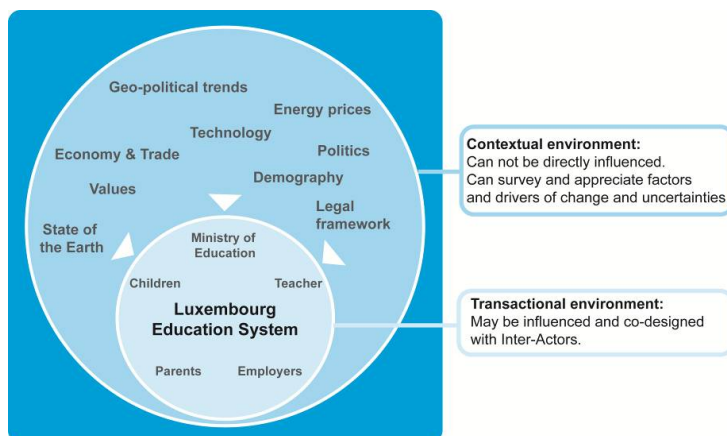 Geo-political trends
Energy prices
Technology
Economy & Trade
Politics
Values
Demography
State of
the Earth
Legal
framework
Ministry of
Education
Children
Teacher
Luxembourg
Education System
Parents
Employers
Contextual environment:
Can not be directly influenced.
Can survey and appreciate factors
and drivers of change and uncertainties
Transactional environment:
May be influenced and co-designed
with Inter-Actors.